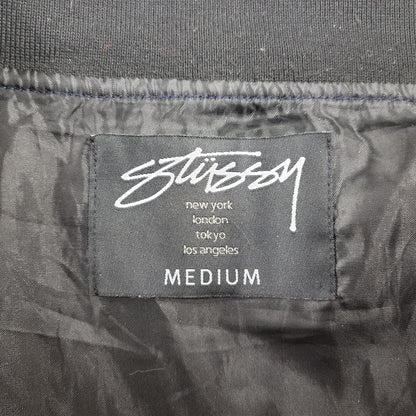 Stüssy
new york
london
tokyo
los angeles
MEDIUM